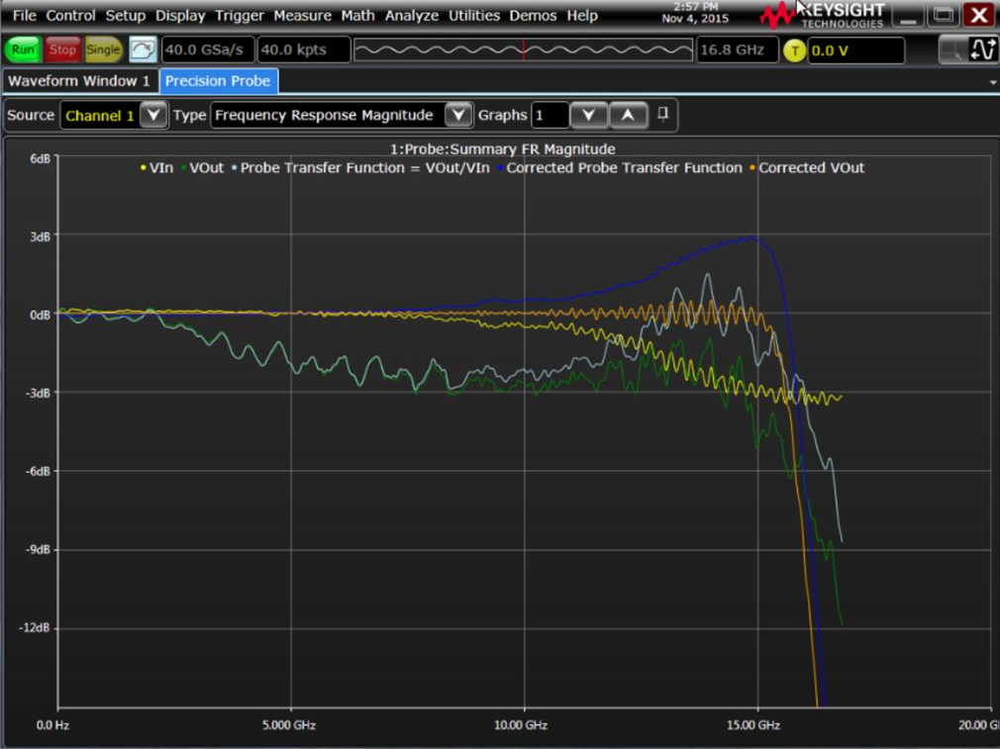 File Control Setup Display Trigger Measure Math Analyze Utilities Demos Help
2:57 PM
Nov 4, 2015
KEYSIGHT
TECHNOLOGIES
Run Stop Single 40.0 GSa/s 40.0 kpts 16.8 GHz T 0.0 V
Waveform Window 1 Precision Probe
Source Channel 1 Type Frequency Response Magnitude Graphs 1
1:Probe:Summary FR Magnitude
VIn VOut Probe Transfer Function = VOut/VIn Corrected Probe Transfer Function Corrected VOut
6dB
3dB
0dB
-3dB
-6dB
-9dB
-12dB
0.0 Hz 5.000 GHz 10.00 GHz 15.00 GHz 20.00 G